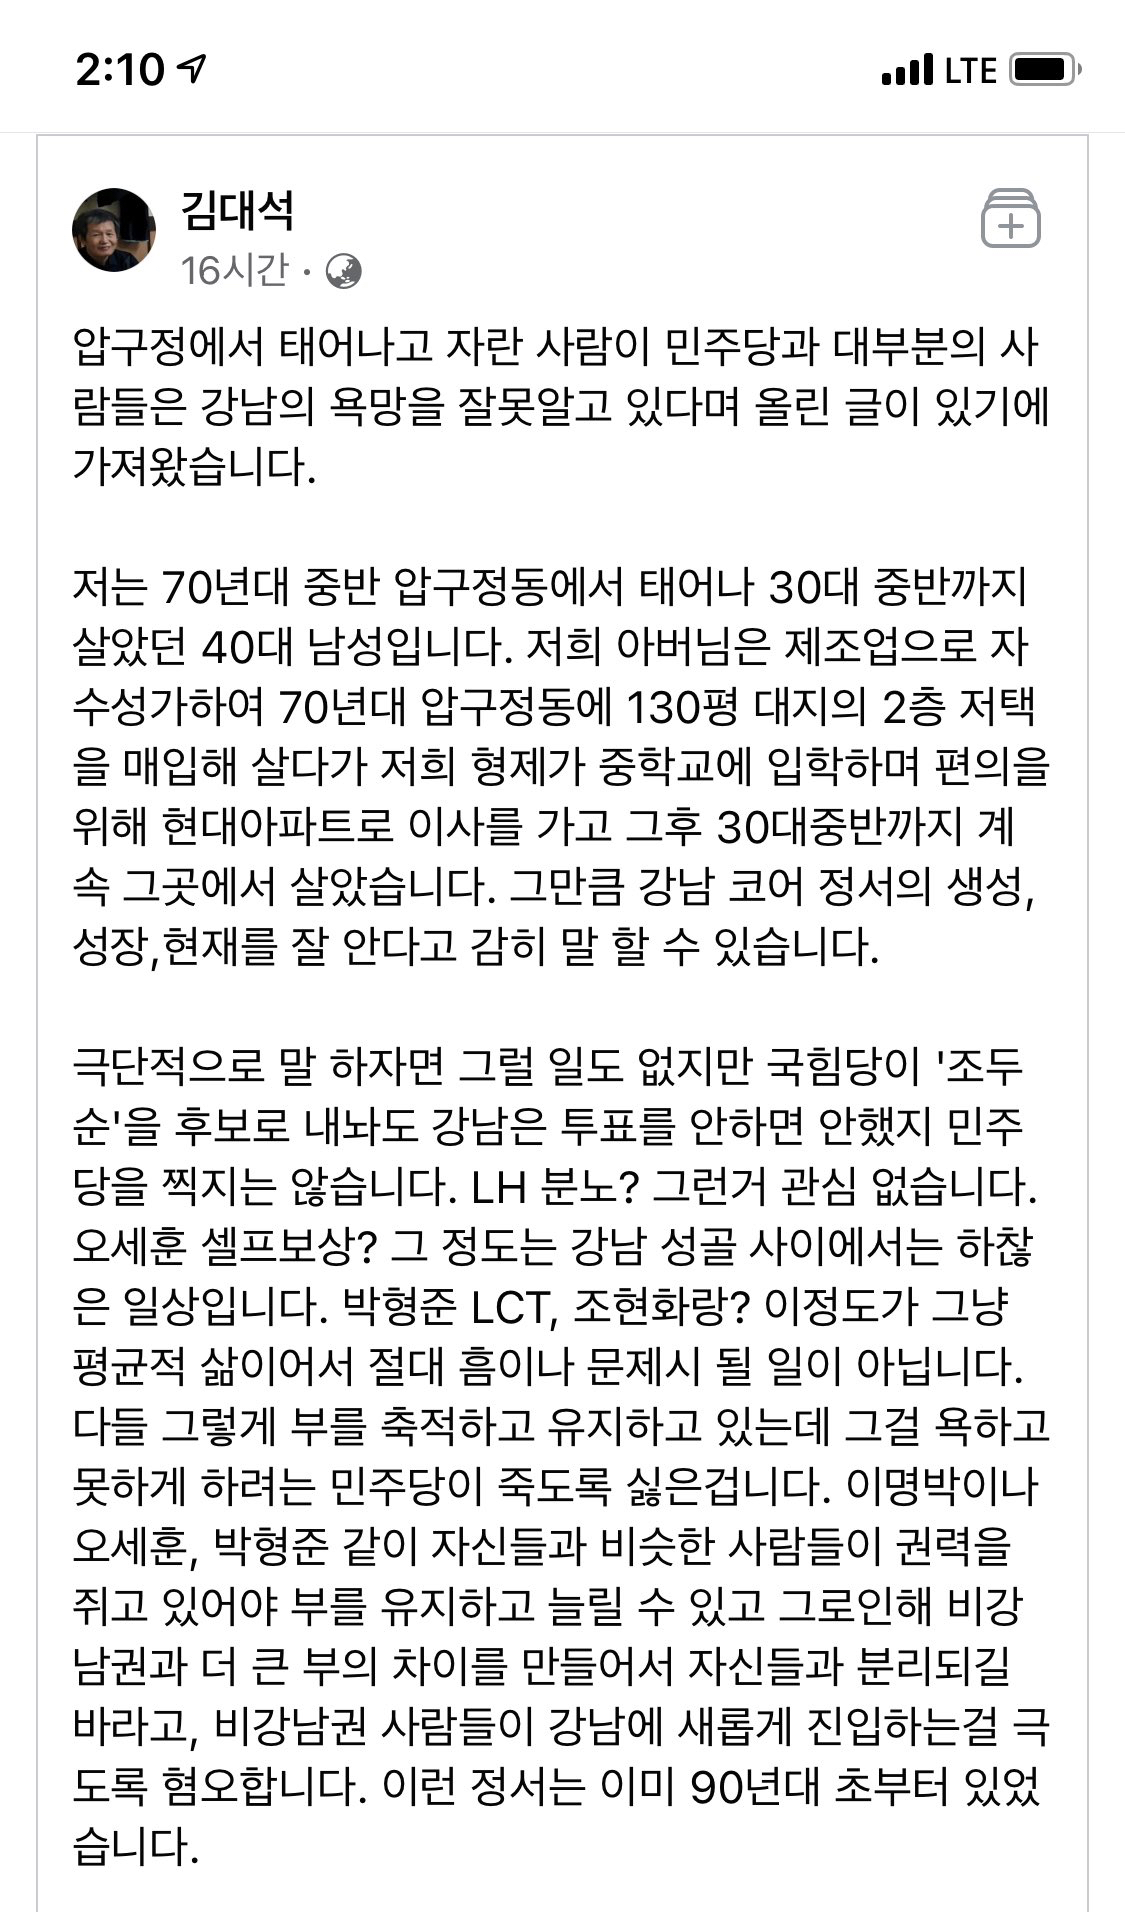 2:10
LTE
김대석
16시간 ·
압구정에서 태어나고 자란 사람이 민주당과 대부분의 사
람들은 강남의 욕망을 잘못알고 있다며 올린 글이 있기에
가져왔습니다.
저는 70년대 중반 압구정동에서 태어나 30대 중반까지
살았던 40대 남성입니다. 저희 아버님은 제조업으로 자
수성가하여 70년대 압구정동에 130평 대지의 2층 저택
을 매입해 살다가 저희 형제가 중학교에 입학하며 편의을
위해 현대아파트로 이사를 가고 그후 30대중반까지 계
속 그곳에서 살았습니다. 그만큼 강남 코어 정서의 생성,
성장,현재를 잘 안다고 감히 말 할 수 있습니다.
극단적으로 말 하자면 그럴 일도 없지만 국힘당이 '조두
순'을 후보로 내놔도 강남은 투표를 안하면 안했지 민주
당을 찍지는 않습니다. LH 분노? 그런거 관심 없습니다.
오세훈 셀프보상? 그 정도는 강남 성골 사이에서는 하찮
은 일상입니다. 박형준 LCT, 조현화랑? 이정도가 그냥
평균적 삶이어서 절대 흠이나 문제시 될 일이 아닙니다.
다들 그렇게 부를 축적하고 유지하고 있는데 그걸 욕하고
못하게 하려는 민주당이 죽도록 싫은겁니다. 이명박이나
오세훈, 박형준 같이 자신들과 비슷한 사람들이 권력을
쥐고 있어야 부를 유지하고 늘릴 수 있고 그로인해 비강
남권과 더 큰 부의 차이를 만들어서 자신들과 분리되길
바라고, 비강남권 사람들이 강남에 새롭게 진입하는걸 극
도록 혐오합니다. 이런 정서는 이미 90년대 초부터 있었
습니다.